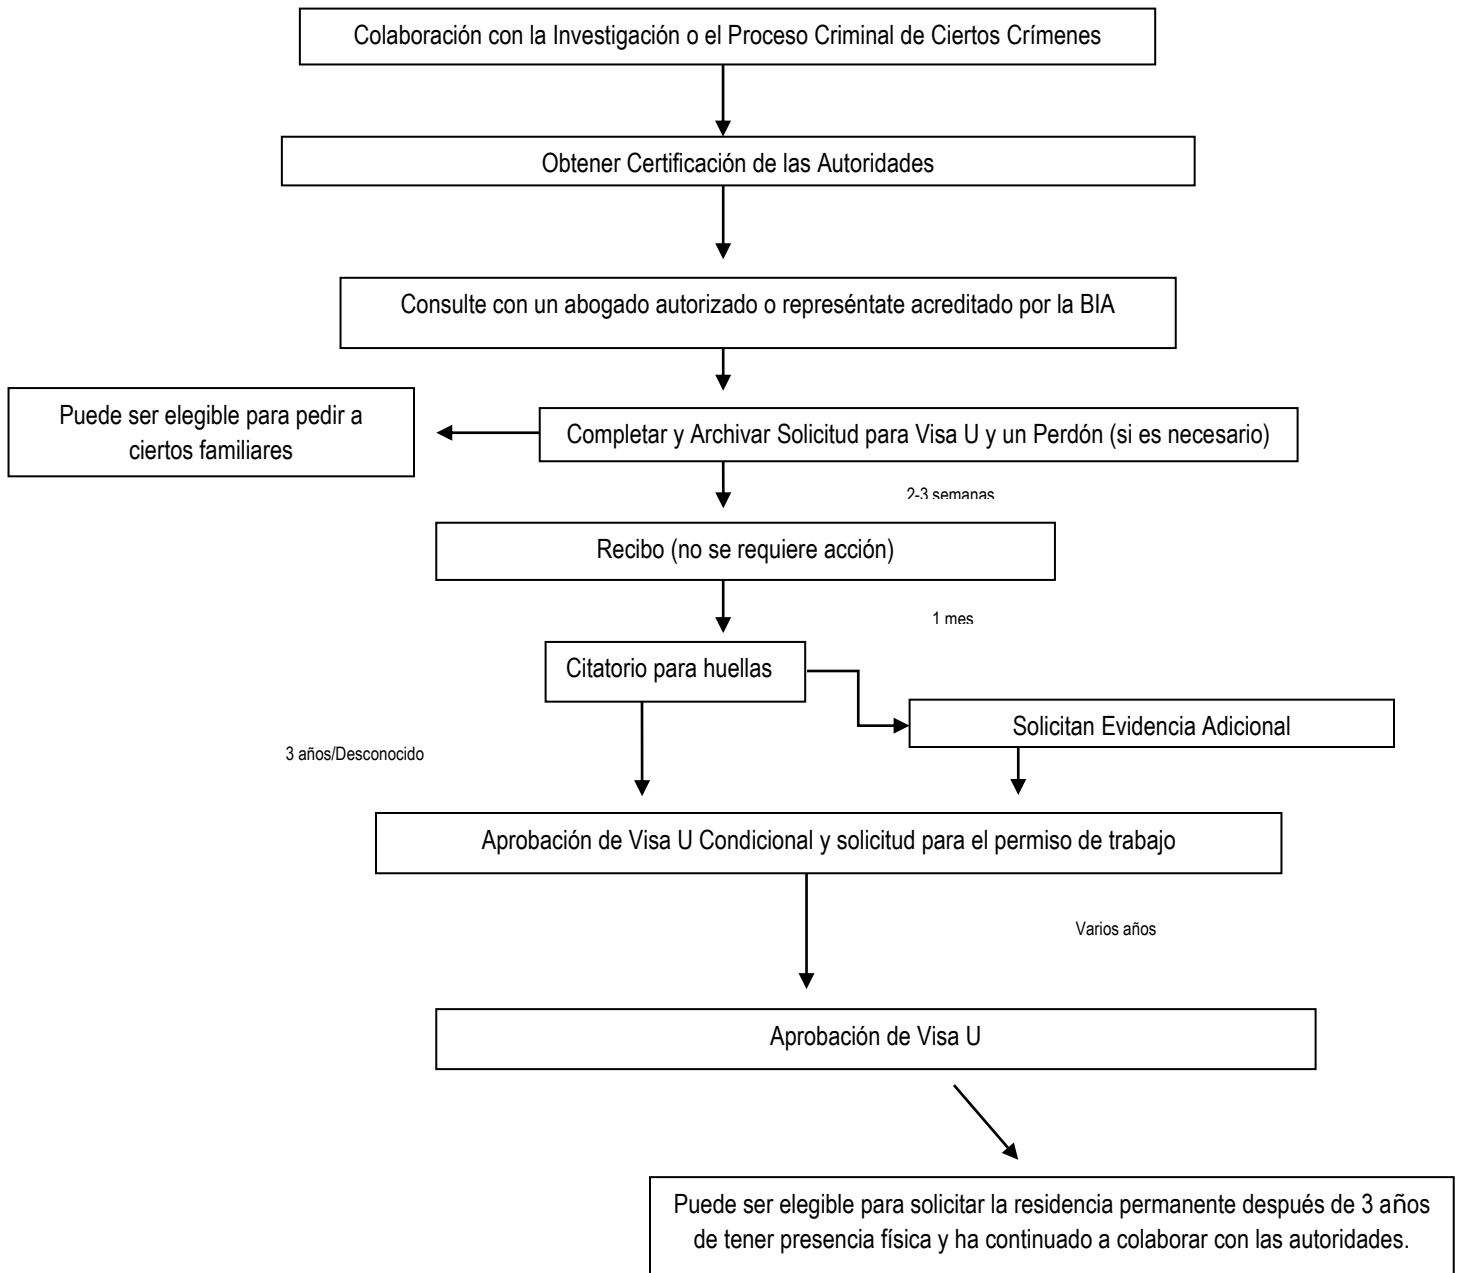 Colaboración con la Investigación o el Proceso Criminal de Ciertos Crímenes
Obtener Certificación de las Autoridades
Consulte con un abogado autorizado o represéntate acreditado por la BIA
Puede ser elegible para pedir a
ciertos familiares
Completar y Archivar Solicitud para Visa U y un Perdón (si es necesario)
2-3 semanas
Recibo (no se requiere acción)
1 mes
Citatorio para huellas
Solicitan Evidencia Adicional
3 años/Desconocido
Aprobación de Visa U Condicional y solicitud para el permiso de trabajo
Varios años
Aprobación de Visa U
Puede ser elegible para solicitar la residencia permanente después de 3 años
de tener presencia física y ha continuado a colaborar con las autoridades.